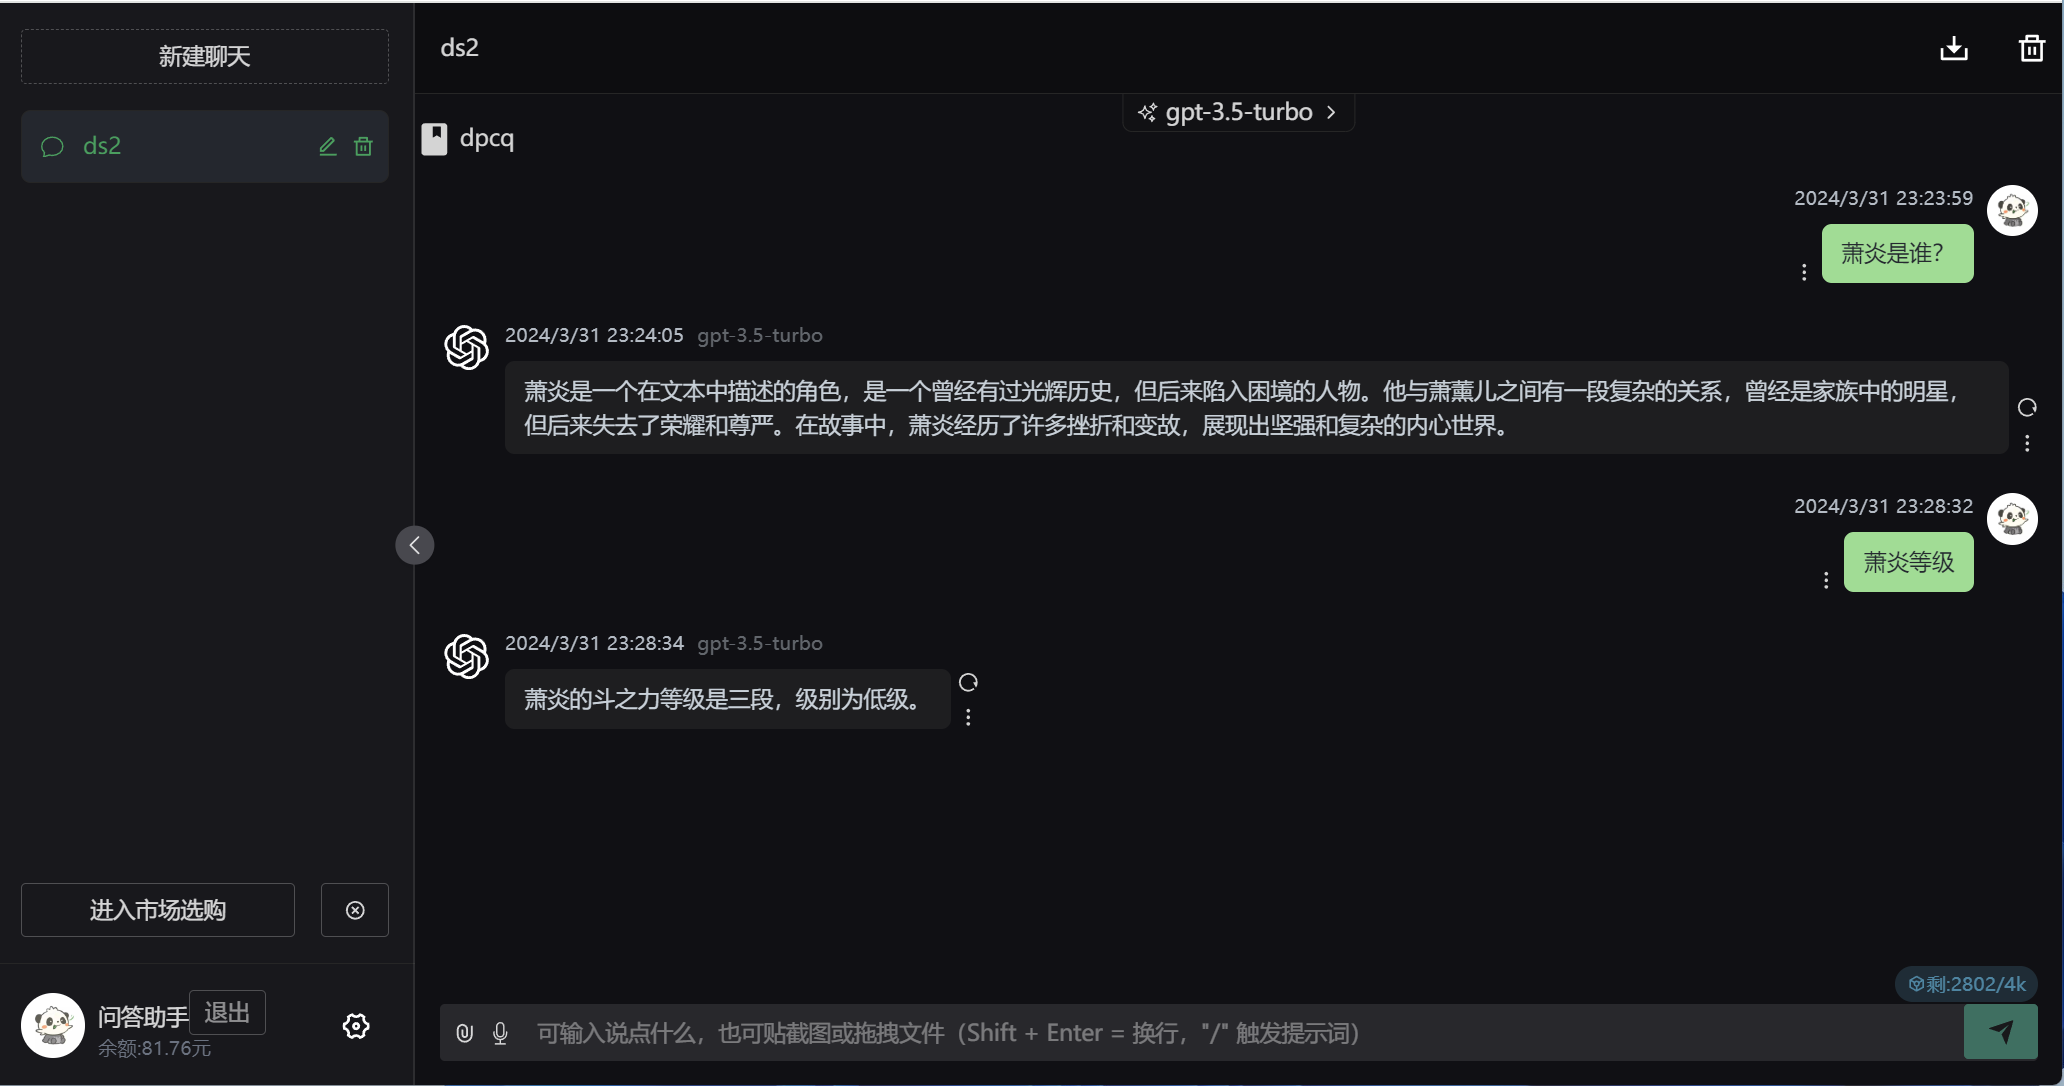 新建聊天
ds2
ds2
gpt-3.5-turbo
dpcq
2024/3/31 23:23:59
萧炎是谁?
2024/3/31 23:24:05 gpt-3.5-turbo
萧炎是一个在文本中描述的角色，是一个曾经有过光辉历史，但后来陷入困境的人物。他与萧薰儿之间有一段复杂的关系，曾经是家族中的明星，
但后来失去了荣耀和尊严。在故事中，萧炎经历了许多挫折和变故，展现出坚强和复杂的内心世界。
2024/3/31 23:28:32
萧炎等级
2024/3/31 23:28:34 gpt-3.5-turbo
萧炎的斗之力等级是三段，级别为低级。
进入市场选购
问答助手
退出
余额:81.76元
剩:2802/4k
可输入说点什么，也可贴截图或拖拽文件（Shift + Enter = 换行，"/" 触发提示词）